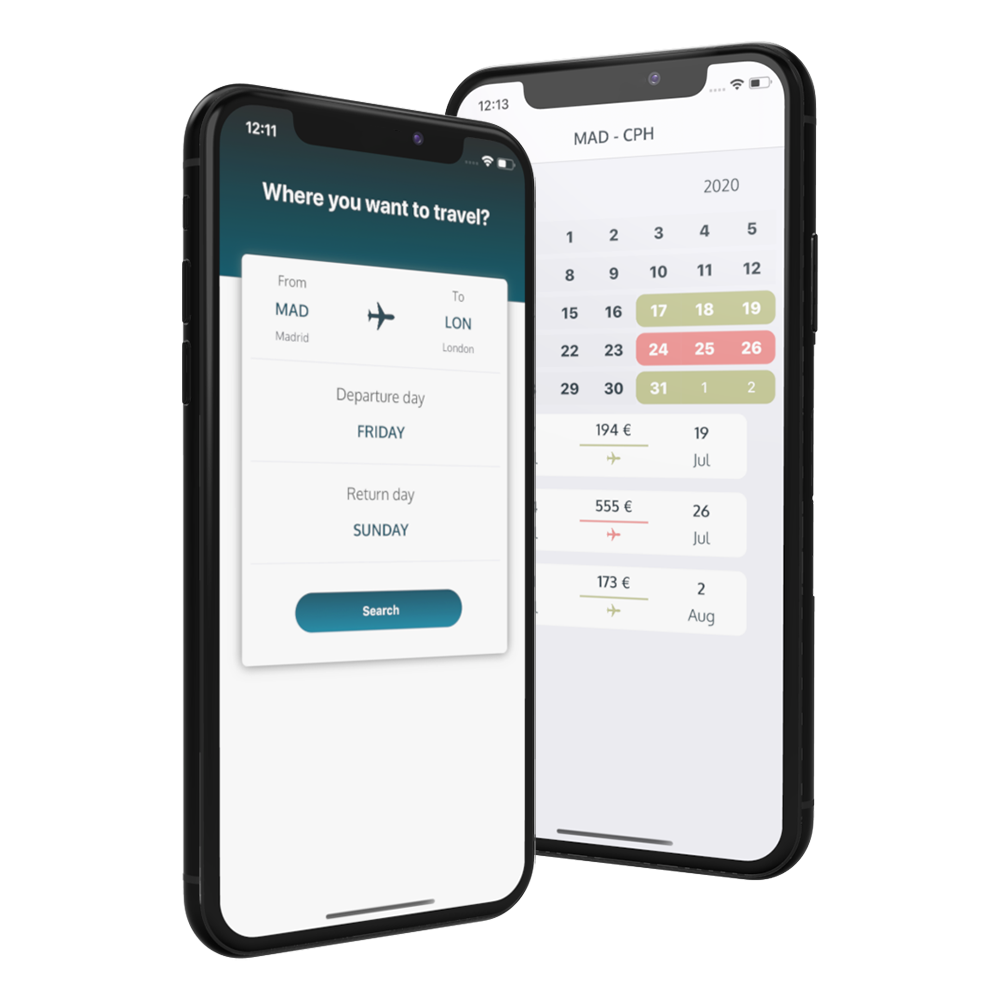 12:11
Where you want to travel?
From
To
MAD
LON
Madrid
London
Departure day
FRIDAY
Return day
SUNDAY
Search
12:13
MAD - CPH
2020
1 2 3 4 5
8 9 10 11 12
15 16 17 18 19
22 23 24 25 26
29 30 31 1 2
194 € 19
Jul
555 € 26
Jul
173 € 2
Aug